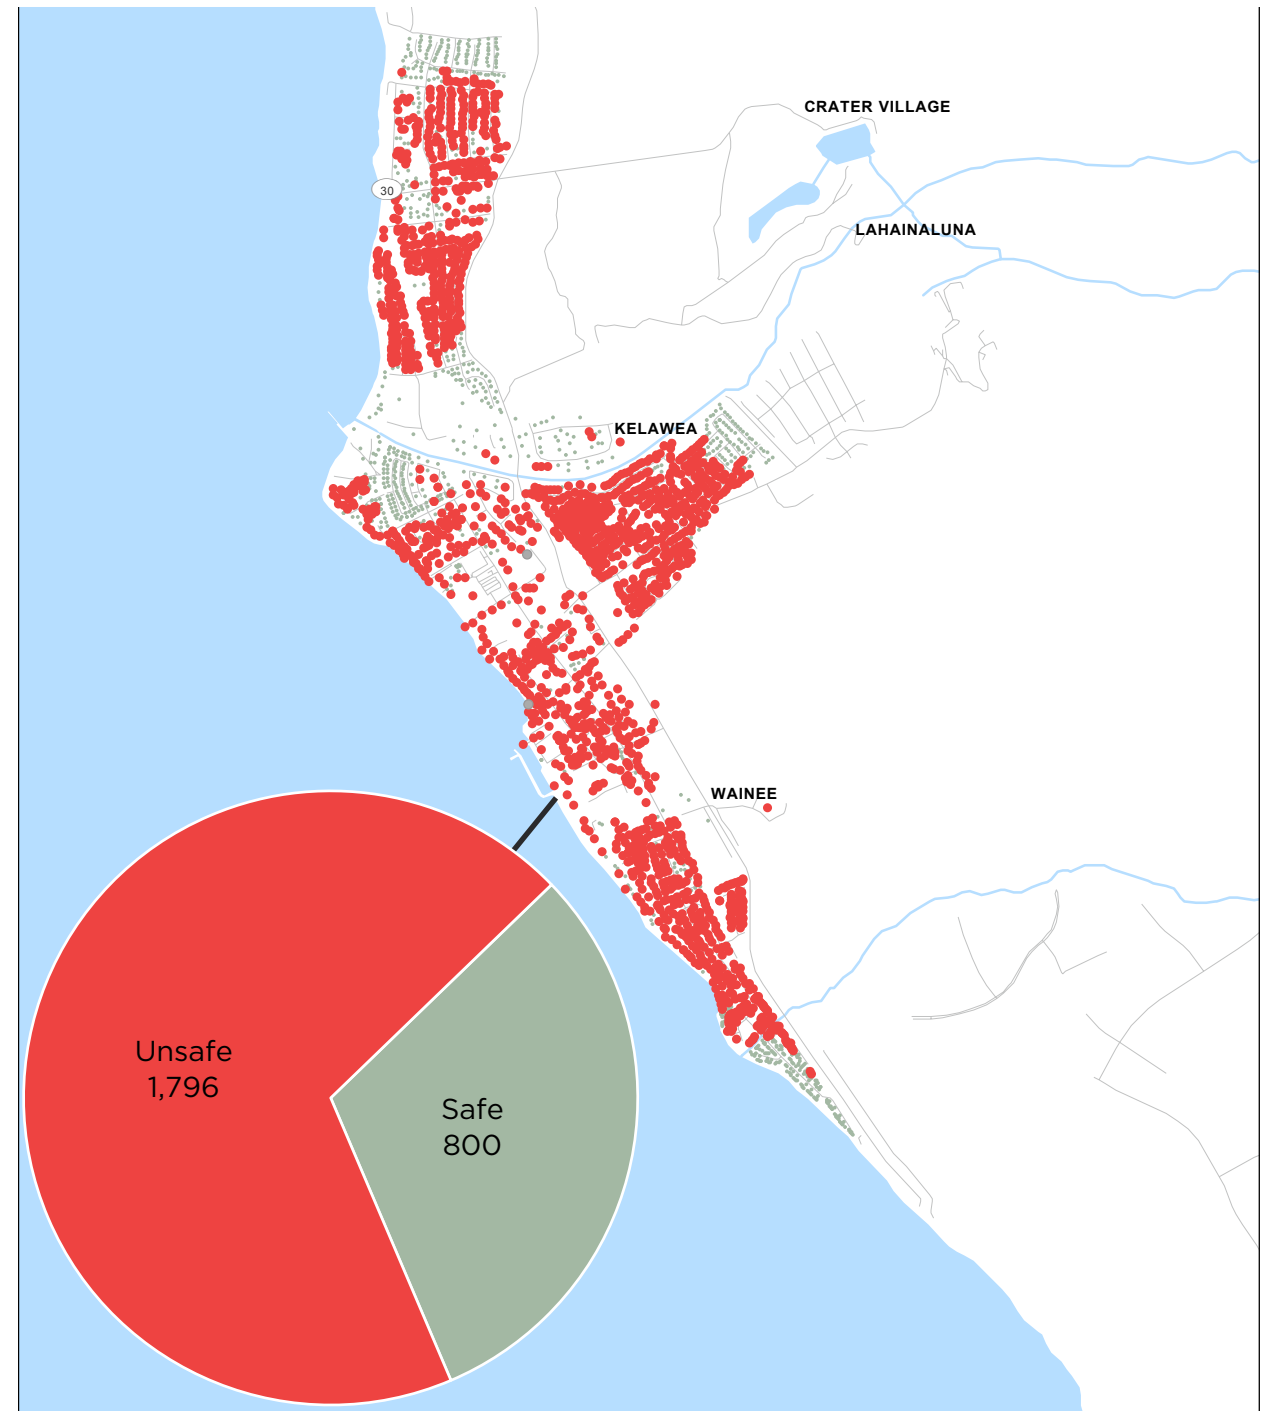 CRATER VILLAGE
30
LAHAINALUNA
KELAWEA
WAINEE
Unsafe
1,796
Safe
800